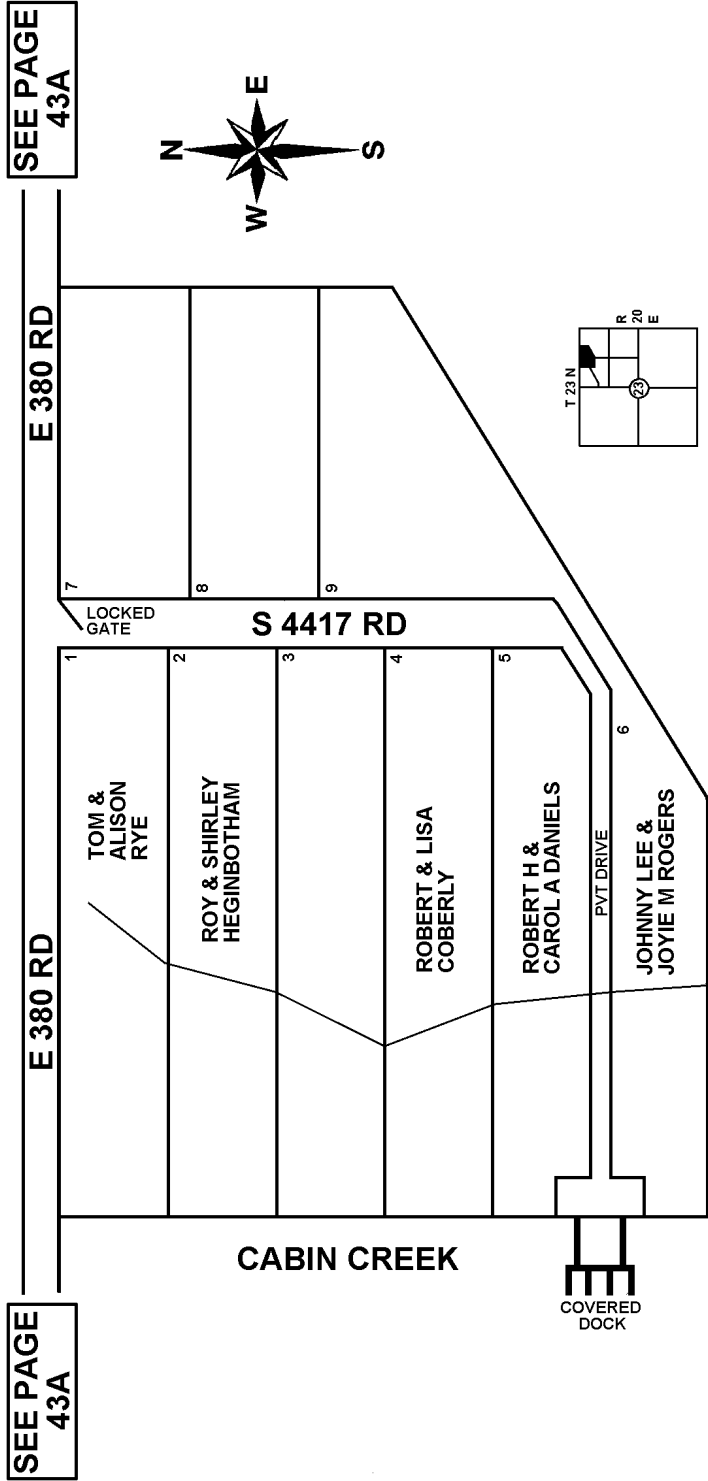 SEE PAGE
43A
E 380 RD
E 380 RD
SEE PAGE
43A
N
E
S
W
LOCKED
GATE
S 4417 RD
1
TOM &
ALISON
RYE
2
ROY & SHIRLEY
HEGINBOTHAM
3
4
ROBERT & LISA
COBERLY
5
ROBERT H &
CAROL A DANIELS
PVT DRIVE
6
JOHNNY LEE &
JOYIE M ROGERS
7
8
9
CABIN CREEK
COVERED
DOCK
T 23 N
R
20
E
23